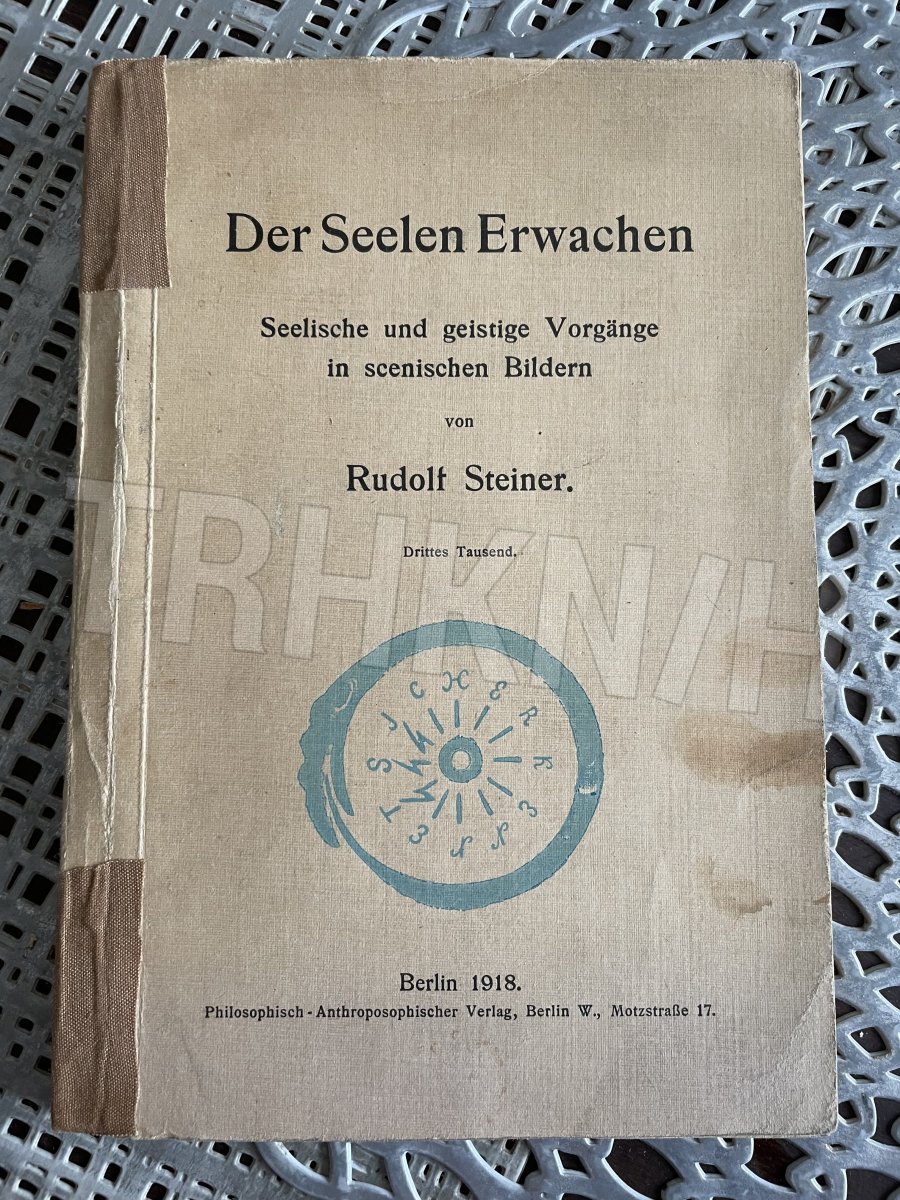 Der Seelen Erwachen
Seelische und geistige Vorgänge
in scenischen Bildern
von
Rudolf Steiner.
Drittes Tausend.
TRHKN/H
J C H E R K E N N E T S
Berlin 1918.
Philosophisch-Anthroposophischer Verlag, Berlin W., Motzstraße 17.